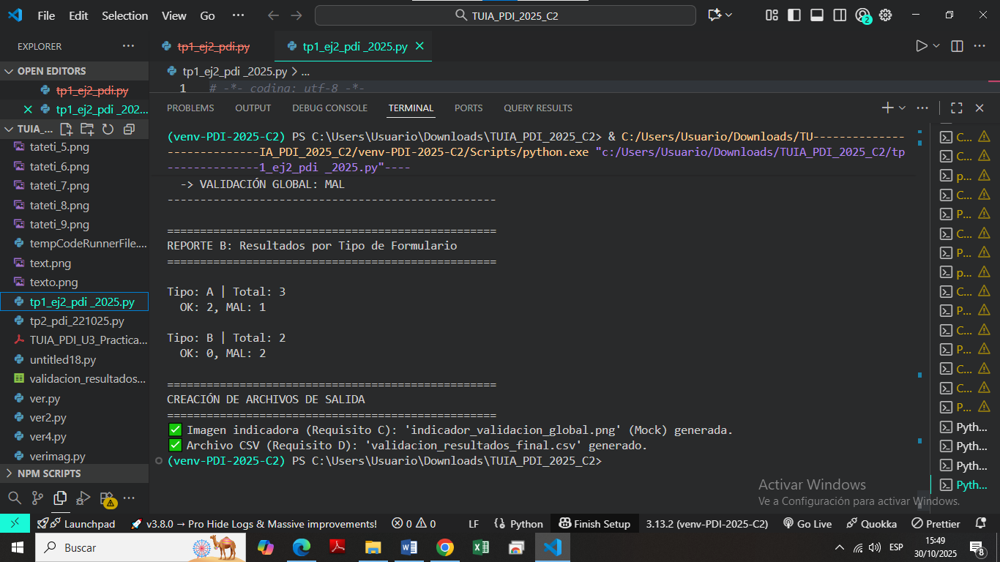 File Edit Selection View Go ··· TUIA_PDI_2025_C2 2
EXPLORER ··· tp1_ej2_pdi.py tp1_ej2_pdi _2025.py
OPEN EDITORS
tp1_ej2_pdi.py
tp1_ej2_pdi _202...
TUIA_...
tateti_5.png
tateti_6.png
tateti_7.png
tateti_8.png
tateti_9.png
tempCodeRunnerFile....
text.png
texto.png
tp1_ej2_pdi _2025.py
tp2_pdi_221025.py
TUIA_PDI_U3_Practica...
untitled18.py
validacion_resultados...
ver.py
ver2.py
ver4.py
verimag.py
NPM SCRIPTS
tp1_ej2_pdi _2025.py > ...
1 # -*- coding: utf-8 -*-
PROBLEMS OUTPUT DEBUG CONSOLE TERMINAL PORTS QUERY RESULTS
(venv-PDI-2025-C2) PS C:\Users\Usuario\Downloads\TUIA_PDI_2025_C2> & C:/Users/Usuario/Downloads/TU--------------
--------------IA_PDI_2025_C2/venv-PDI-2025-C2/Scripts/python.exe "c:/Users/Usuario/Downloads/TUIA_PDI_2025_C2/tp
--------------1_ej2_pdi _2025.py"----
-> VALIDACIÓN GLOBAL: MAL
--------------------------------------------------
==================================================
REPORTE B: Resultados por Tipo de Formulario
==================================================
Tipo: A | Total: 3
OK: 2, MAL: 1
Tipo: B | Total: 2
OK: 0, MAL: 2
==================================================
CREACIÓN DE ARCHIVOS DE SALIDA
==================================================
✅ Imagen indicadora (Requisito C): 'indicador_validacion_global.png' (Mock) generada.
✅ Archivo CSV (Requisito D): 'validacion_resultados_final.csv' generado.
(venv-PDI-2025-C2) PS C:\Users\Usuario\Downloads\TUIA_PDI_2025_C2>
C...
C...
p...
C...
P...
C...
P...
p...
C...
P...
C...
P...
C...
C...
P...
Pyth...
Pyth...
Pyth...
Pyth...
Activar Windows
Ve a Configuración para activar Windows.
Launchpad v3.8.0 → Pro Hide Logs & Massive improvements! 0 0 LF Python Finish Setup 3.13.2 (venv-PDI-2025-C2) Go Live Quokka Prettier
Buscar ESP 15:49
30/10/2025 8